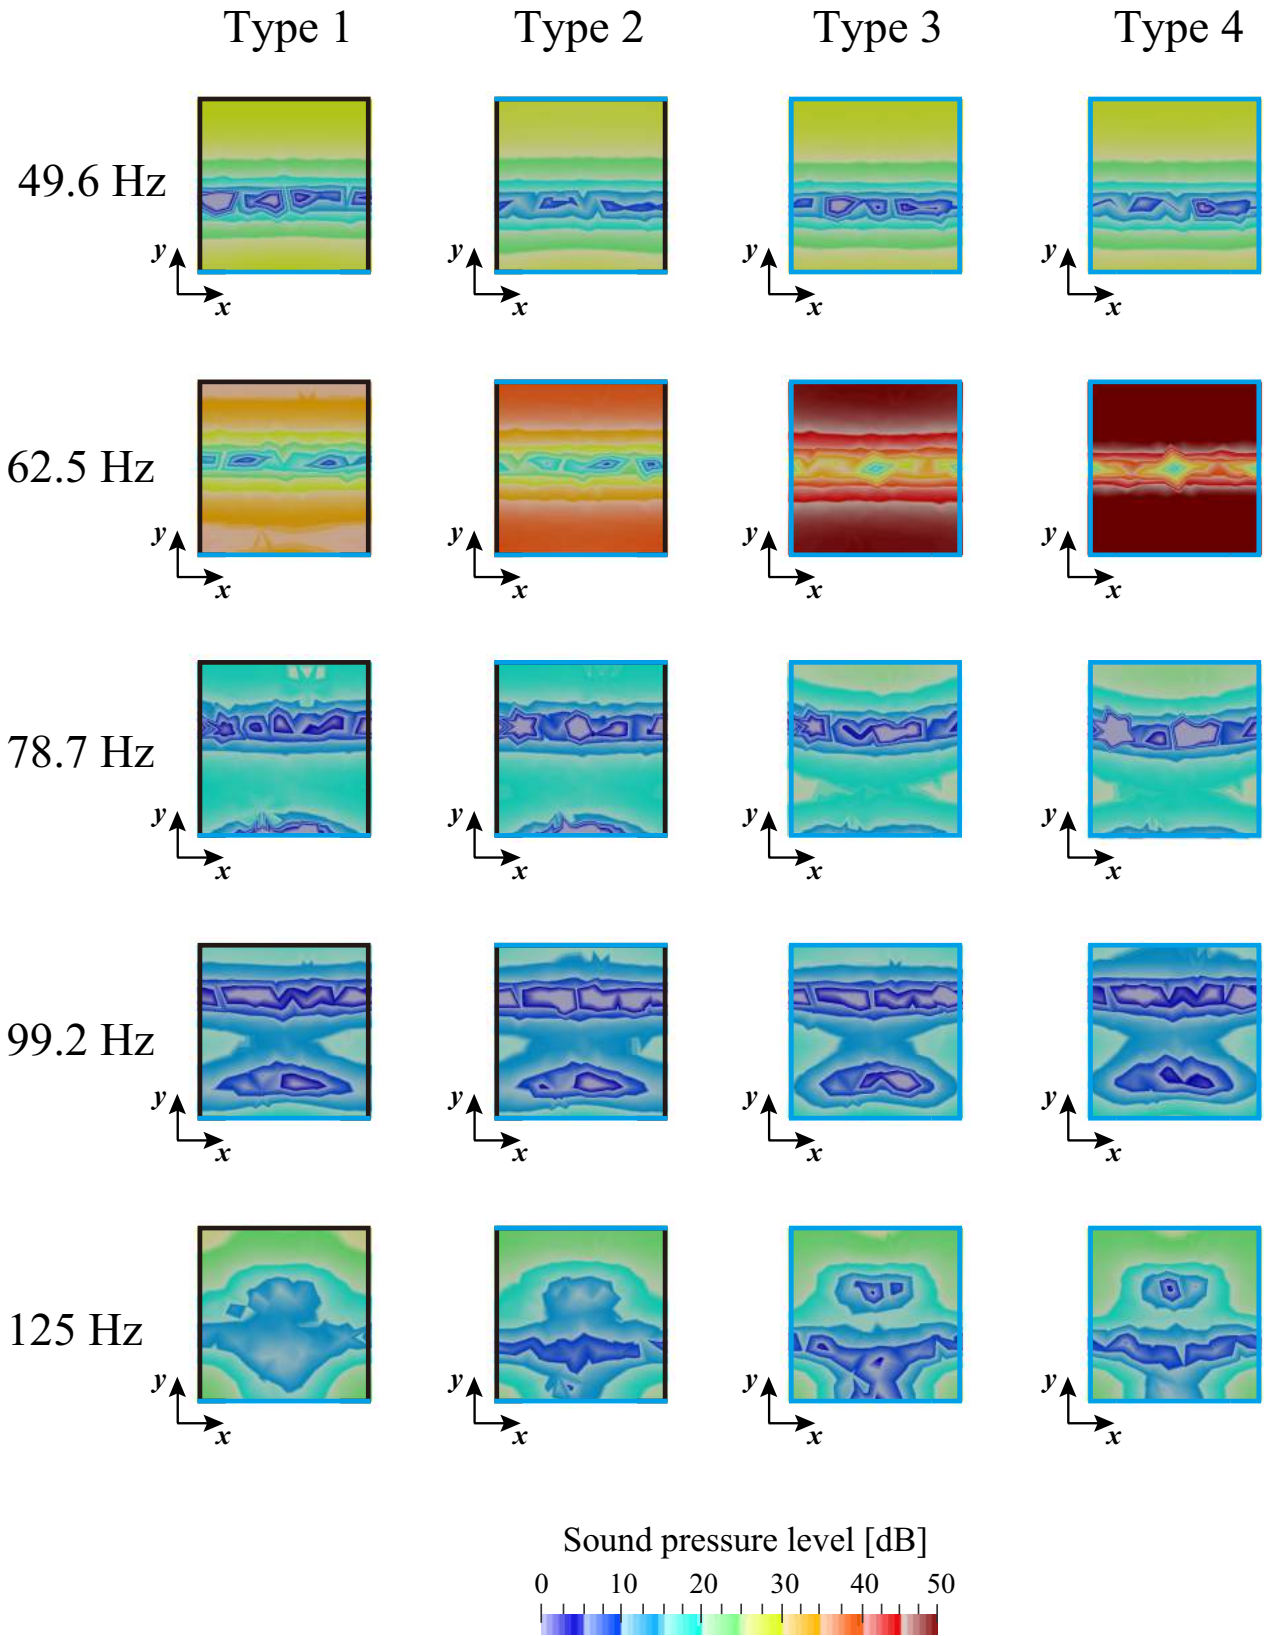 Type 1 Type 2 Type 3 Type 4
49.6 Hz
y y y y
x x x x
62.5 Hz
y y y y
x x x x
78.7 Hz
y y y y
x x x x
99.2 Hz
y y y y
x x x x
125 Hz
y y y y
x x x x
Sound pressure level [dB]
0 10 20 30 40 50